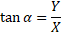 tan α = Y/X